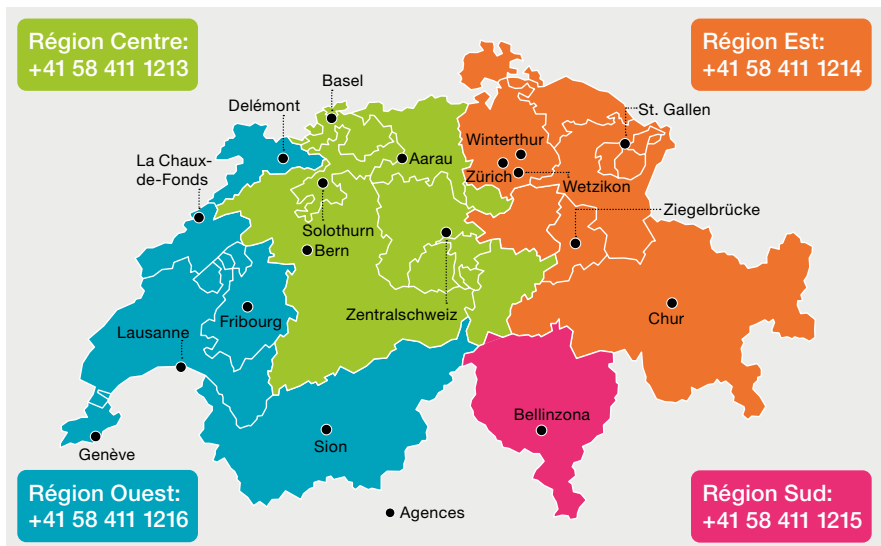 Région Centre:
+41 58 411 1213
Région Est:
+41 58 411 1214
Basel
Delémont
St. Gallen
La Chaux-
de-Fonds
Aarau
Winterthur
Zürich
Wetzikon
Ziegelbrücke
Solothurn
Bern
Zentralschweiz
Fribourg
Lausanne
Chur
Bellinzona
Sion
Genève
Région Ouest:
+41 58 411 1216
Agences
Région Sud:
+41 58 411 1215